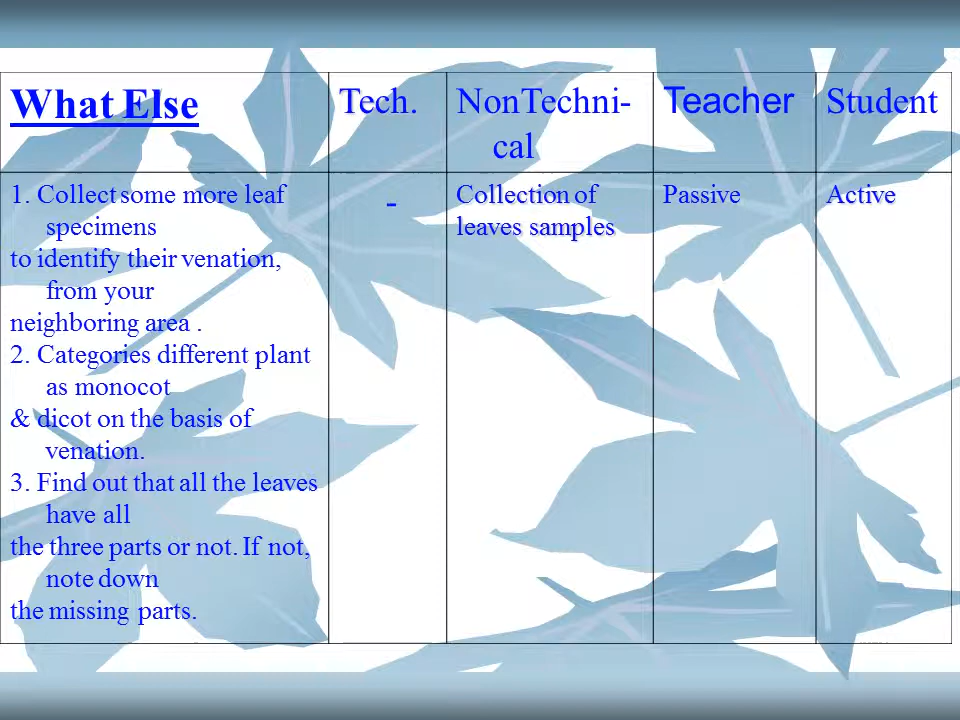 What Else
Tech.
NonTechni-
cal
Teacher
Student
1. Collect some more leaf
specimens
to identify their venation,
from your
neighboring area .
2. Categories different plant
as monocot
& dicot on the basis of
venation.
3. Find out that all the leaves
have all
the three parts or not. If not,
note down
the missing parts.
-
Collection of
leaves samples
Passive
Active